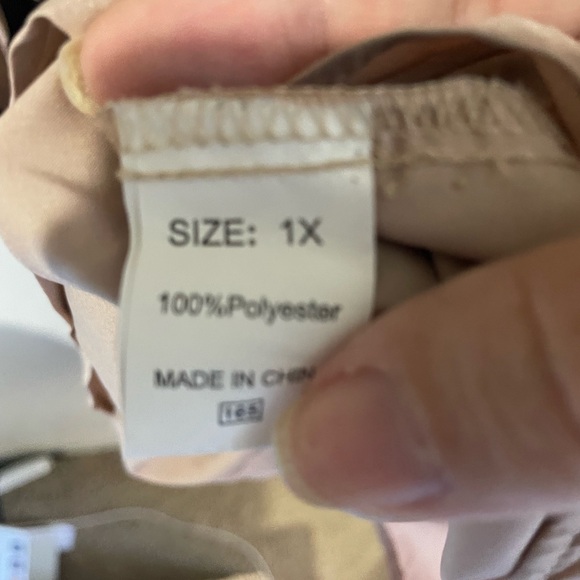 SIZE: 1X
100%Polyester
MADE IN CHIN
165